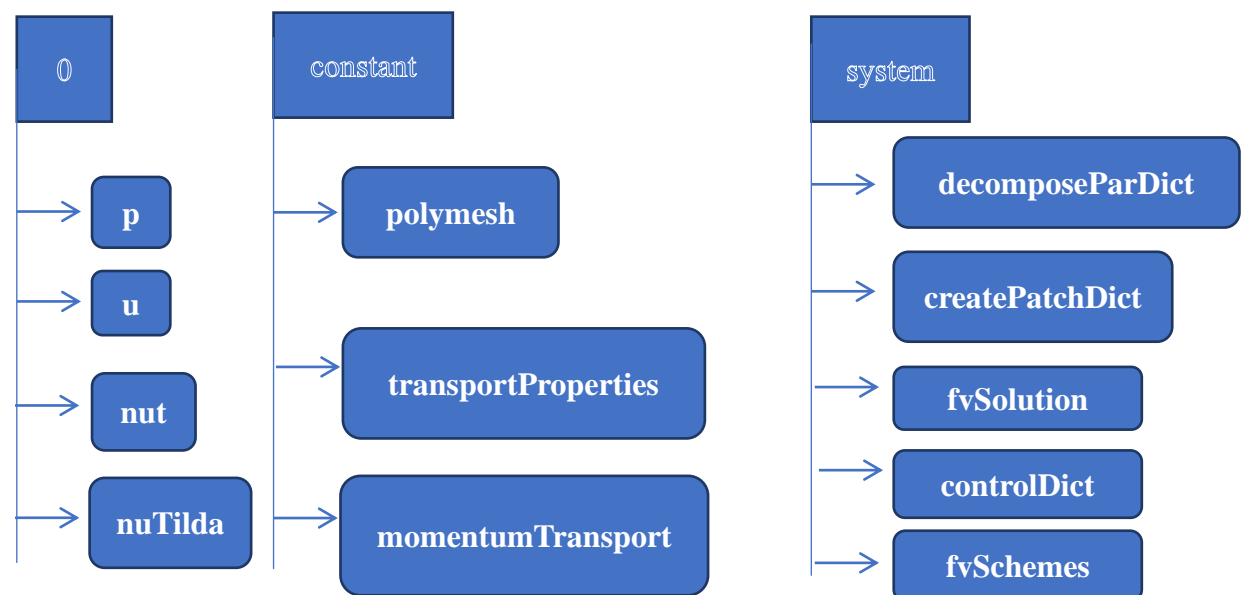 0
p
u
nut
nuTilda
constant
polymesh
transportProperties
momentumTransport
system
decomposeParDict
createPatchDict
fvSolution
controlDict
fvSchemes